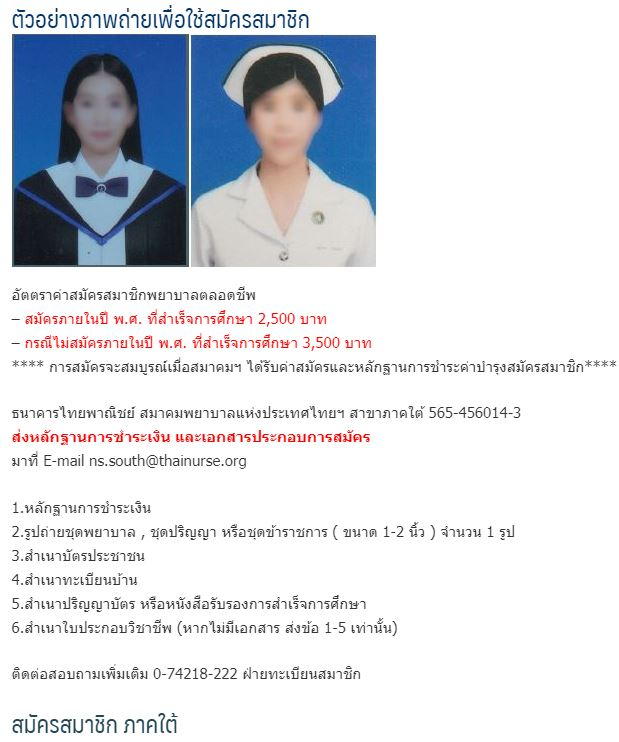 ตัวอย่างภาพถ่ายเพื่อใช้สมัครสมาชิก
อัตตราค่าสมัครสมาชิกพยาบาลตลอดชีพ
– สมัครภายในปี พ.ศ. ที่สำเร็จการศึกษา 2,500 บาท
– กรณีไม่สมัครภายในปี พ.ศ. ที่สำเร็จการศึกษา 3,500 บาท
**** การสมัครจะสมบูรณ์เมื่อสมาคมฯ ได้รับค่าสมัครและหลักฐานการชำระค่าบำรุงสมัครสมาชิก****
ธนาคารไทยพาณิชย์ สมาคมพยาบาลแห่งประเทศไทยฯ สาขาภาคใต้ 565-456014-3
ส่งหลักฐานการชำระเงิน และเอกสารประกอบการสมัคร
มาที่ E-mail ns.south@thainurse.org
1.หลักฐานการชำระเงิน
2.รูปถ่ายชุดพยาบาล , ชุดปริญญา หรือชุดข้าราชการ ( ขนาด 1-2 นิ้ว ) จำนวน 1 รูป
3.สำเนาบัตรประชาชน
4.สำเนาทะเบียนบ้าน
5.สำเนาปริญญาบัตร หรือหนังสือรับรองการสำเร็จการศึกษา
6.สำเนาใบประกอบวิชาชีพ (หากไม่มีเอกสาร ส่งข้อ 1-5 เท่านั้น)
ติดต่อสอบถามเพิ่มเติม 0-74218-222 ฝ่ายทะเบียนสมาชิก
สมัครสมาชิก ภาคใต้